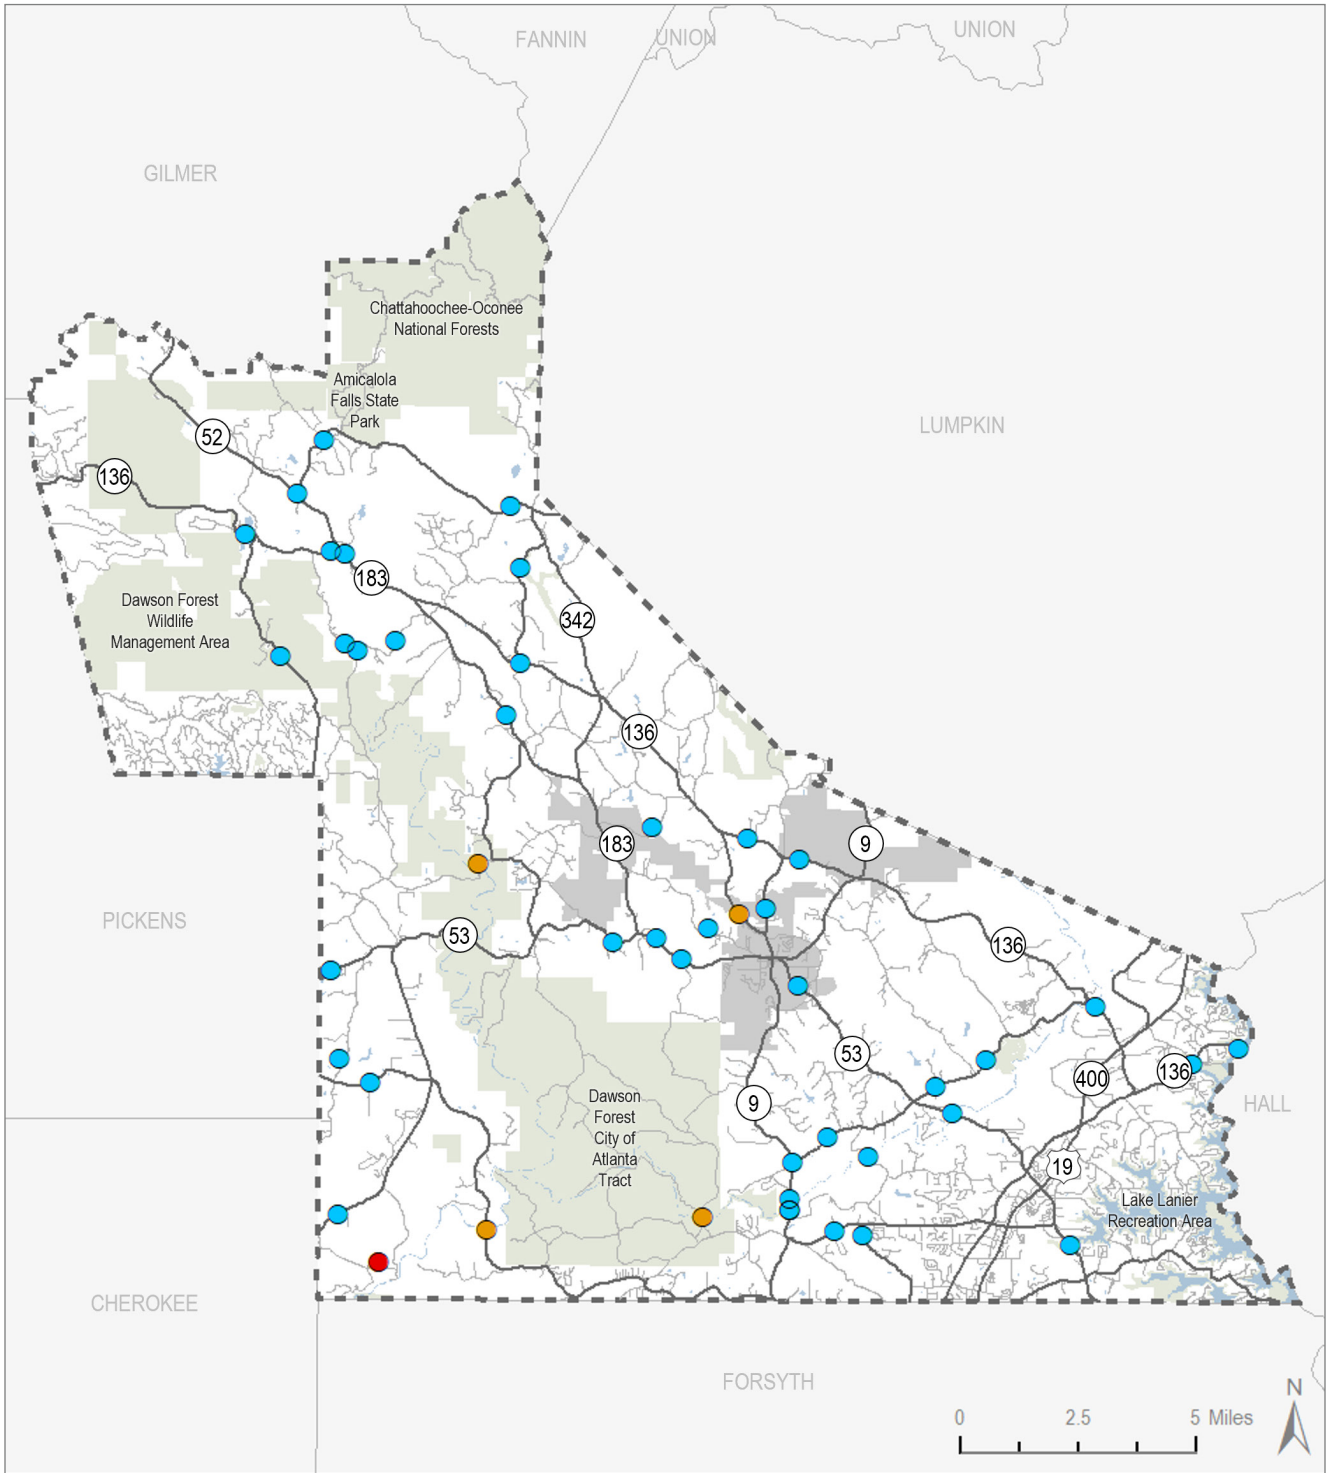 FANNIN
UNION
UNION
GILMER
Chattahoochee-Oconee
National Forests
Amicalola
Falls State
Park
52
LUMPKIN
136
183
Dawson Forest
Wildlife
Management Area
342
136
183
9
PICKENS
53
136
53
400
136
Dawson
Forest
City of
Atlanta
Tract
9
HALL
19
Lake Lanier
Recreation Area
CHEROKEE
FORSYTH
N
0 2.5 5 Miles